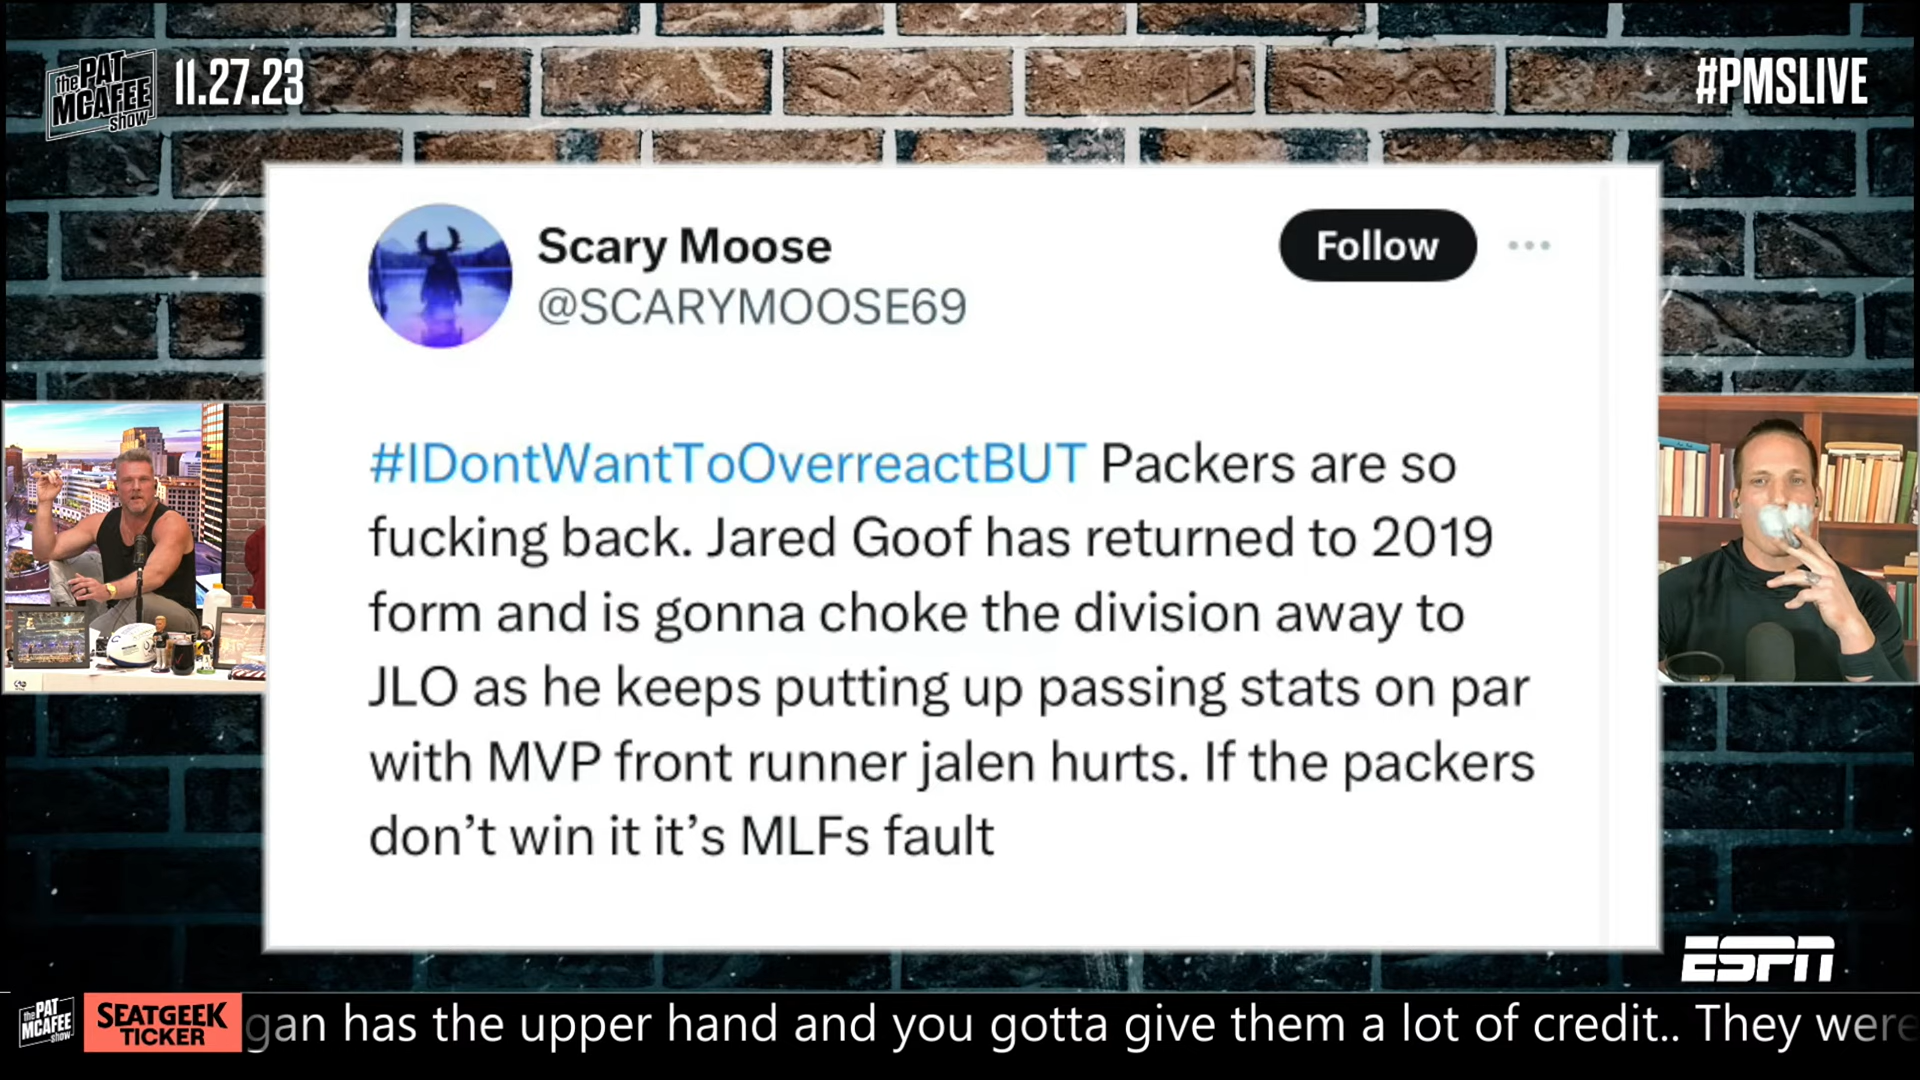 the PAT MCAFEE show
11.27.23
#PMSLIVE
Scary Moose
@SCARYMOOSE69
Follow
#IDontWantToOverreactBUT Packers are so
fucking back. Jared Goof has returned to 2019
form and is gonna choke the division away to
JLO as he keeps putting up passing stats on par
with MVP front runner jalen hurts. If the packers
don't win it it's MLFs fault
ESPN
the PAT MCAFEE show
SEATGEEK
TICKER
gan has the upper hand and you gotta give them a lot of credit.. They were